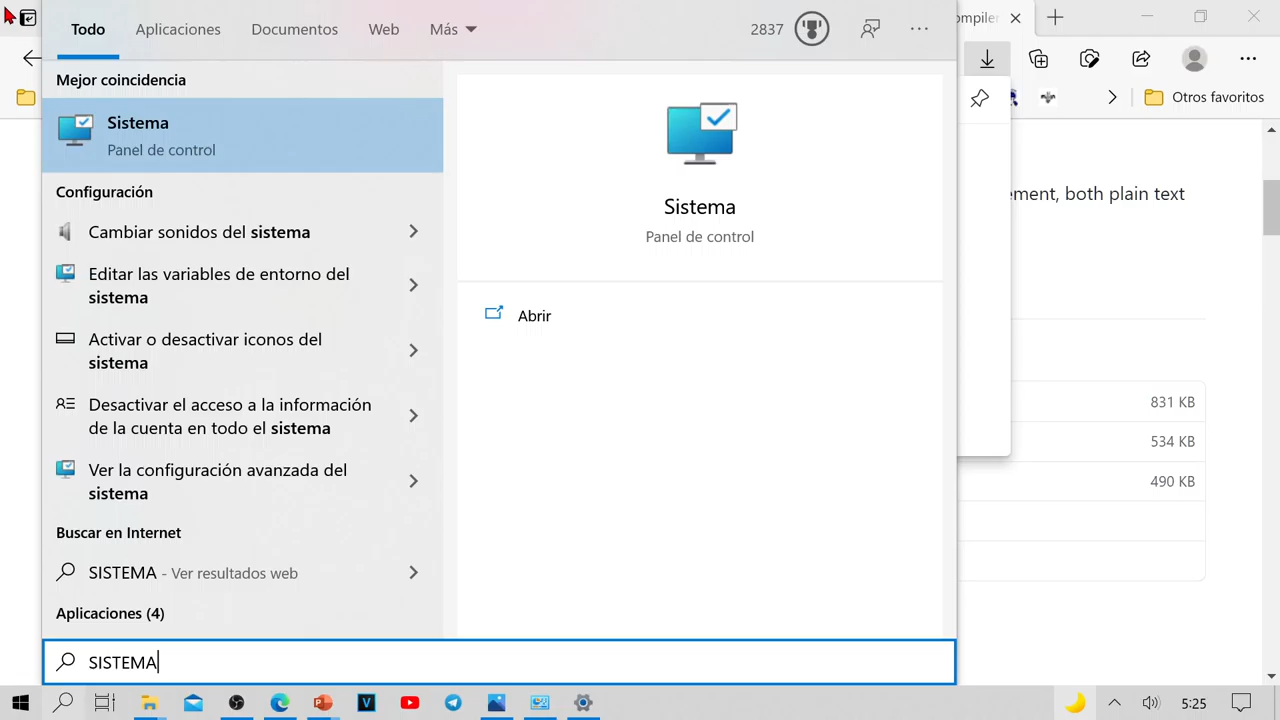 Todo Aplicaciones Documentos Web Más 2837
Mejor coincidencia
Sistema
Panel de control
Configuración
Cambiar sonidos del sistema
Editar las variables de entorno del
sistema
Activar o desactivar iconos del
sistema
Desactivar el acceso a la información
de la cuenta en todo el sistema
Ver la configuración avanzada del
sistema
Buscar en Internet
SISTEMA - Ver resultados web
Aplicaciones (4)
SISTEMA
Sistema
Panel de control
Abrir
Otros favoritos
both plain text
831 KB
534 KB
490 KB
5:25